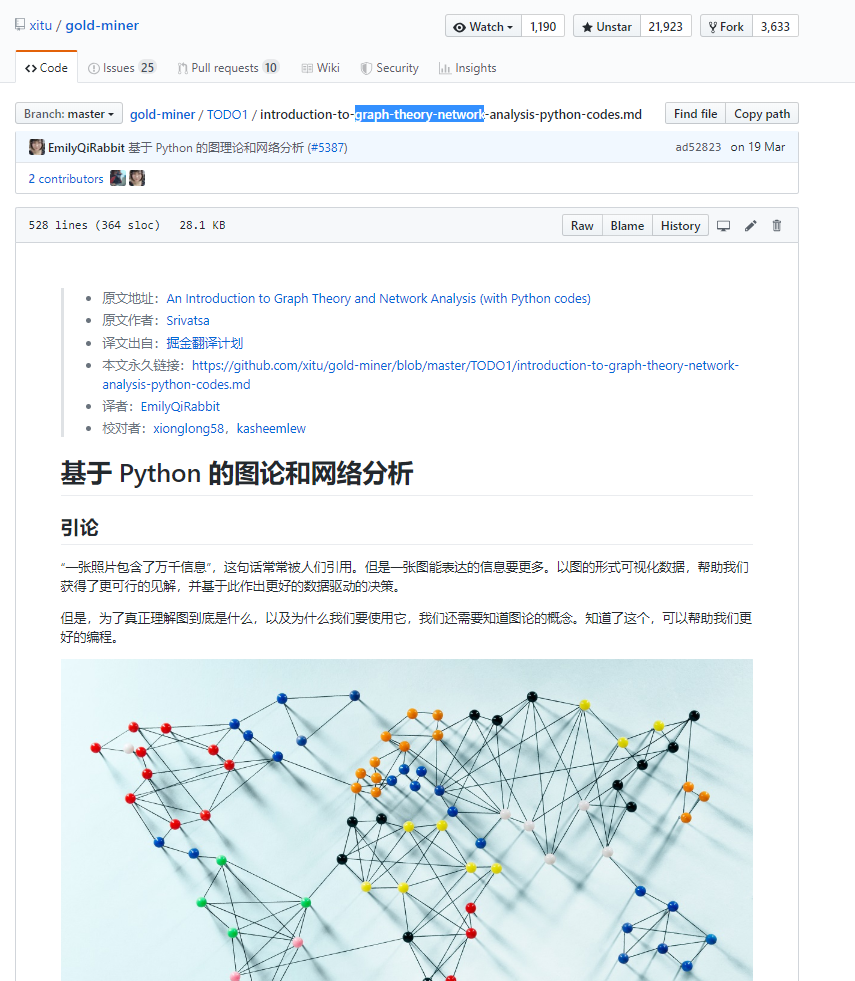 xitu / gold-miner
Watch 1,190 Unstar 21,923 Fork 3,633
Code Issues 25 Pull requests 10 Wiki Security Insights
Branch: master gold-miner / TODO1 / introduction-to-graph-theory-network-analysis-python-codes.md Find file Copy path
EmilyQiRabbit 基于 Python 的图理论和网络分析 (#5387) ad52823 on 19 Mar
2 contributors
528 lines (364 sloc) 28.1 KB Raw Blame History
原文地址：An Introduction to Graph Theory and Network Analysis (with Python codes)
原文作者：Srivatsa
译文出自：掘金翻译计划
本文永久链接：https://github.com/xitu/gold-miner/blob/master/TODO1/introduction-to-graph-theory-network-
analysis-python-codes.md
译者：EmilyQiRabbit
校对者：xionglong58，kasheemlew
基于 Python 的图论和网络分析
引论
“一张照片包含了万千信息”，这句话常常被人们引用。但是一张图能表达的信息要更多。以图的形式可视化数据，帮助我们
获得了更可行的见解，并基于此作出更好的数据驱动的决策。
但是，为了真正理解图到底是什么，以及为什么我们要使用它，我们还需要知道图论的概念。知道了这个，可以帮助我们更
好的编程。